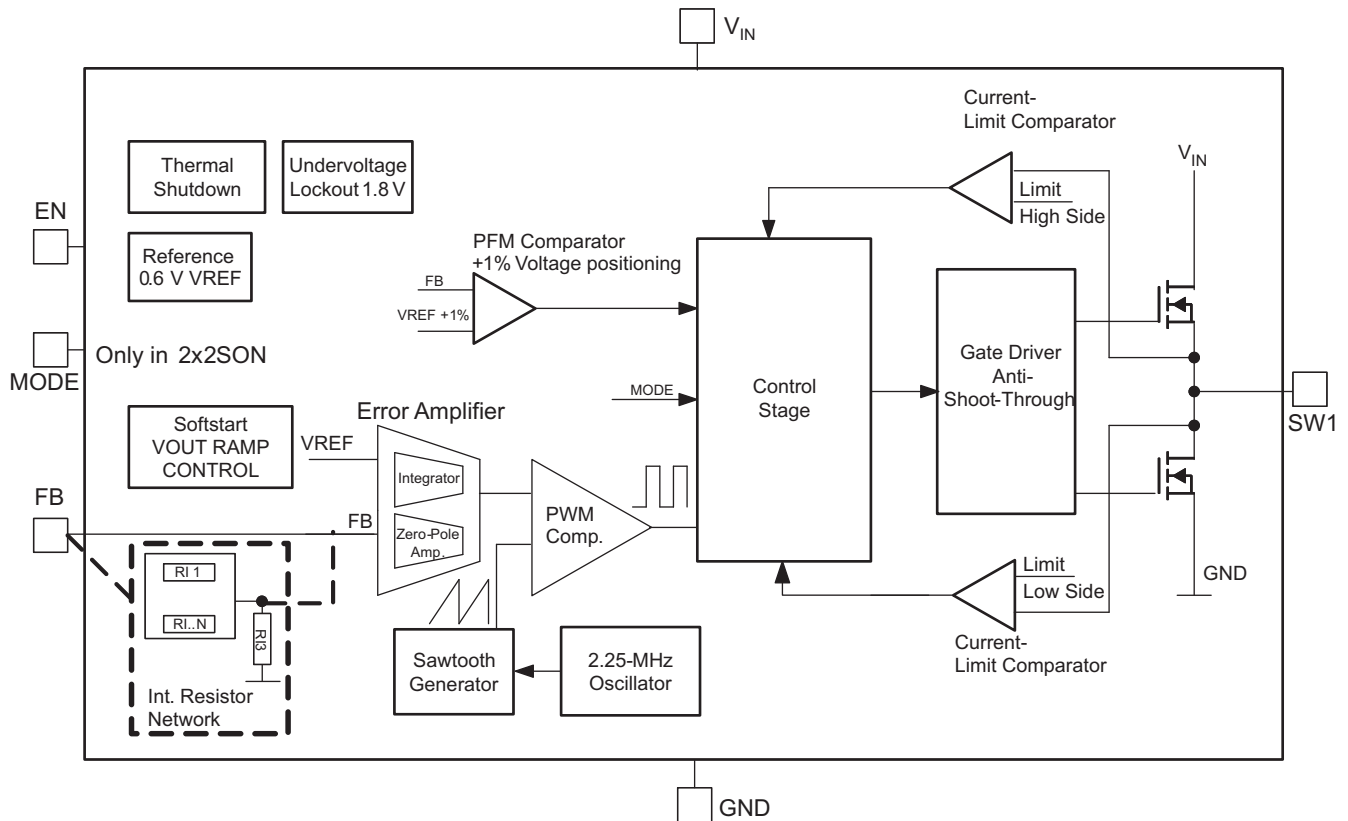 VIN
Current-
Limit Comparator
Thermal
Shutdown
Undervoltage
Lockout 1.8 V
VIN
EN
Limit
High Side
Reference
0.6 V VREF
PFM Comparator
+1% Voltage positioning
FB
VREF +1%
MODE
Only in 2x2SON
Control
Stage
Gate Driver
Anti-
Shoot-Through
MODE
SW1
Softstart
VOUT RAMP
CONTROL
Error Amplifier
VREF
Integrator
FB
FB
Zero-Pole
Amp.
PWM
Comp.
RI 1
RI..N
RI3
Int. Resistor
Network
Sawtooth
Generator
2.25-MHz
Oscillator
Limit
Low Side
GND
Current-
Limit Comparator
GND